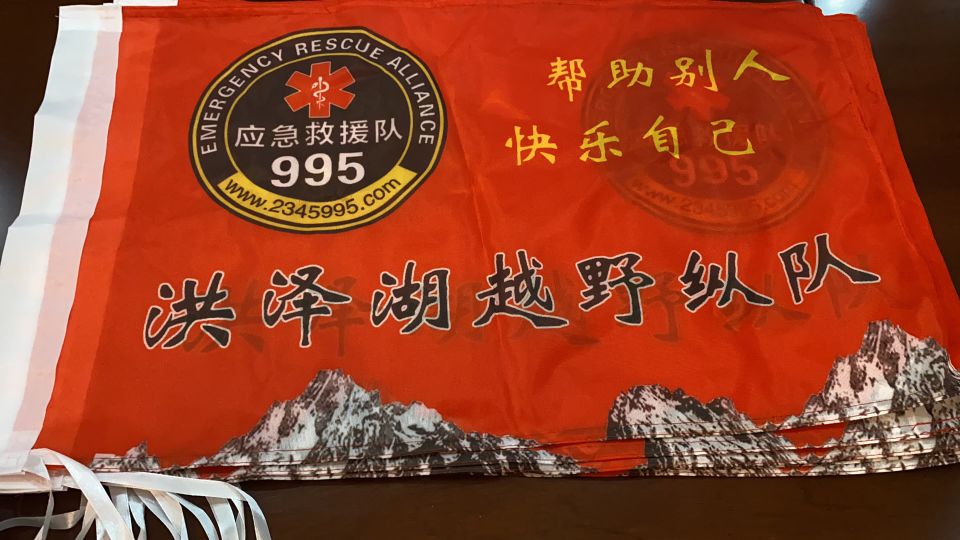 EMERGENCY RESCUE ALLIANCE
应急救援队
995
www.2345995.com
帮助别人
快乐自己
洪泽湖越野纵队